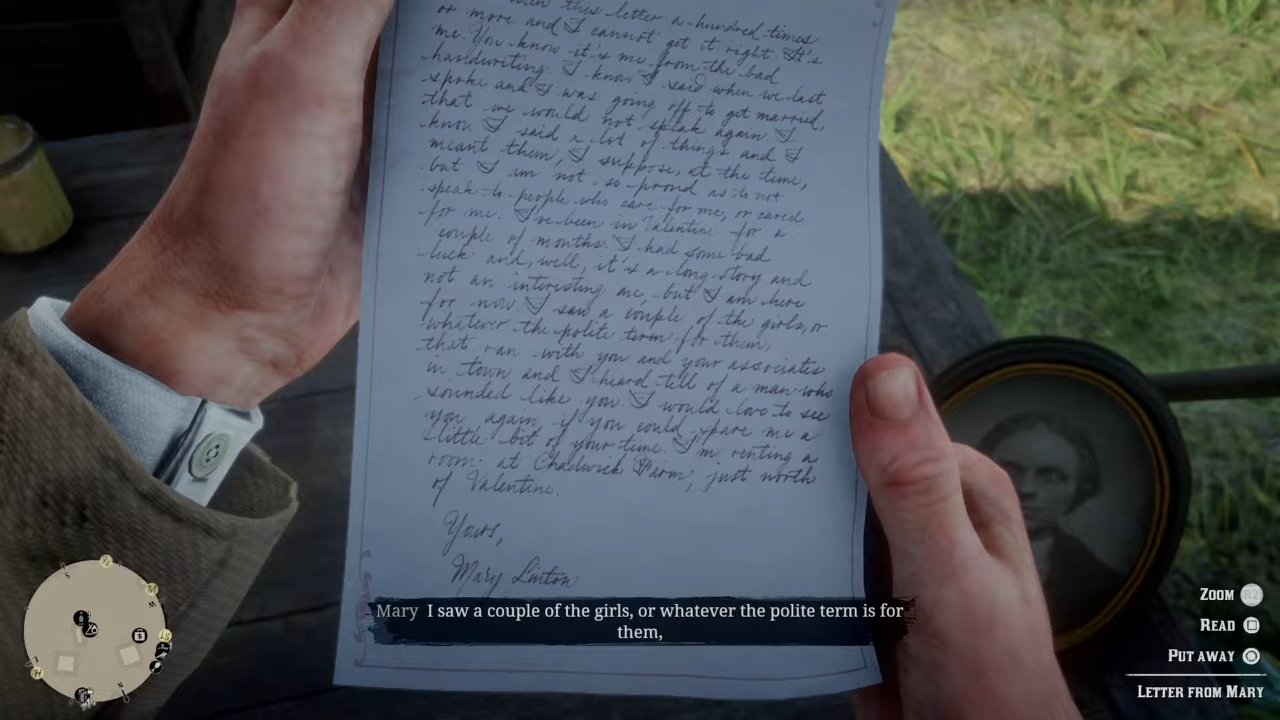 this letter a hundred times
or more and I cannot got it right. It's
me. You know it's me from the bad
handwriting. I know I said when we last
spoke and I was going off to get married,
that we would not speak again. I
know I said a lot of things and I
meant them, I suppose, at the time,
but I am not so proud as to not
speak to people who care for me, or cared
for me. I've been in Valentine for a
couple of months. I had some bad
luck and, well, it's a long story and
not an interesting one, but I am here
for now. I saw a couple of the girls, or
whatever the polite term for them,
that ran with you and your associates
in town and I heard tell of a man who
sounded like you. I would love to see
you again, if you could spare me a
little bit of your time. I'm renting a
room at Chadwick Farm, just north
of Valentine.
Yours,
Mary Linton
Mary I saw a couple of the girls, or whatever the polite term is for
them,
ZOOM R2
READ
PUT AWAY
LETTER FROM MARY